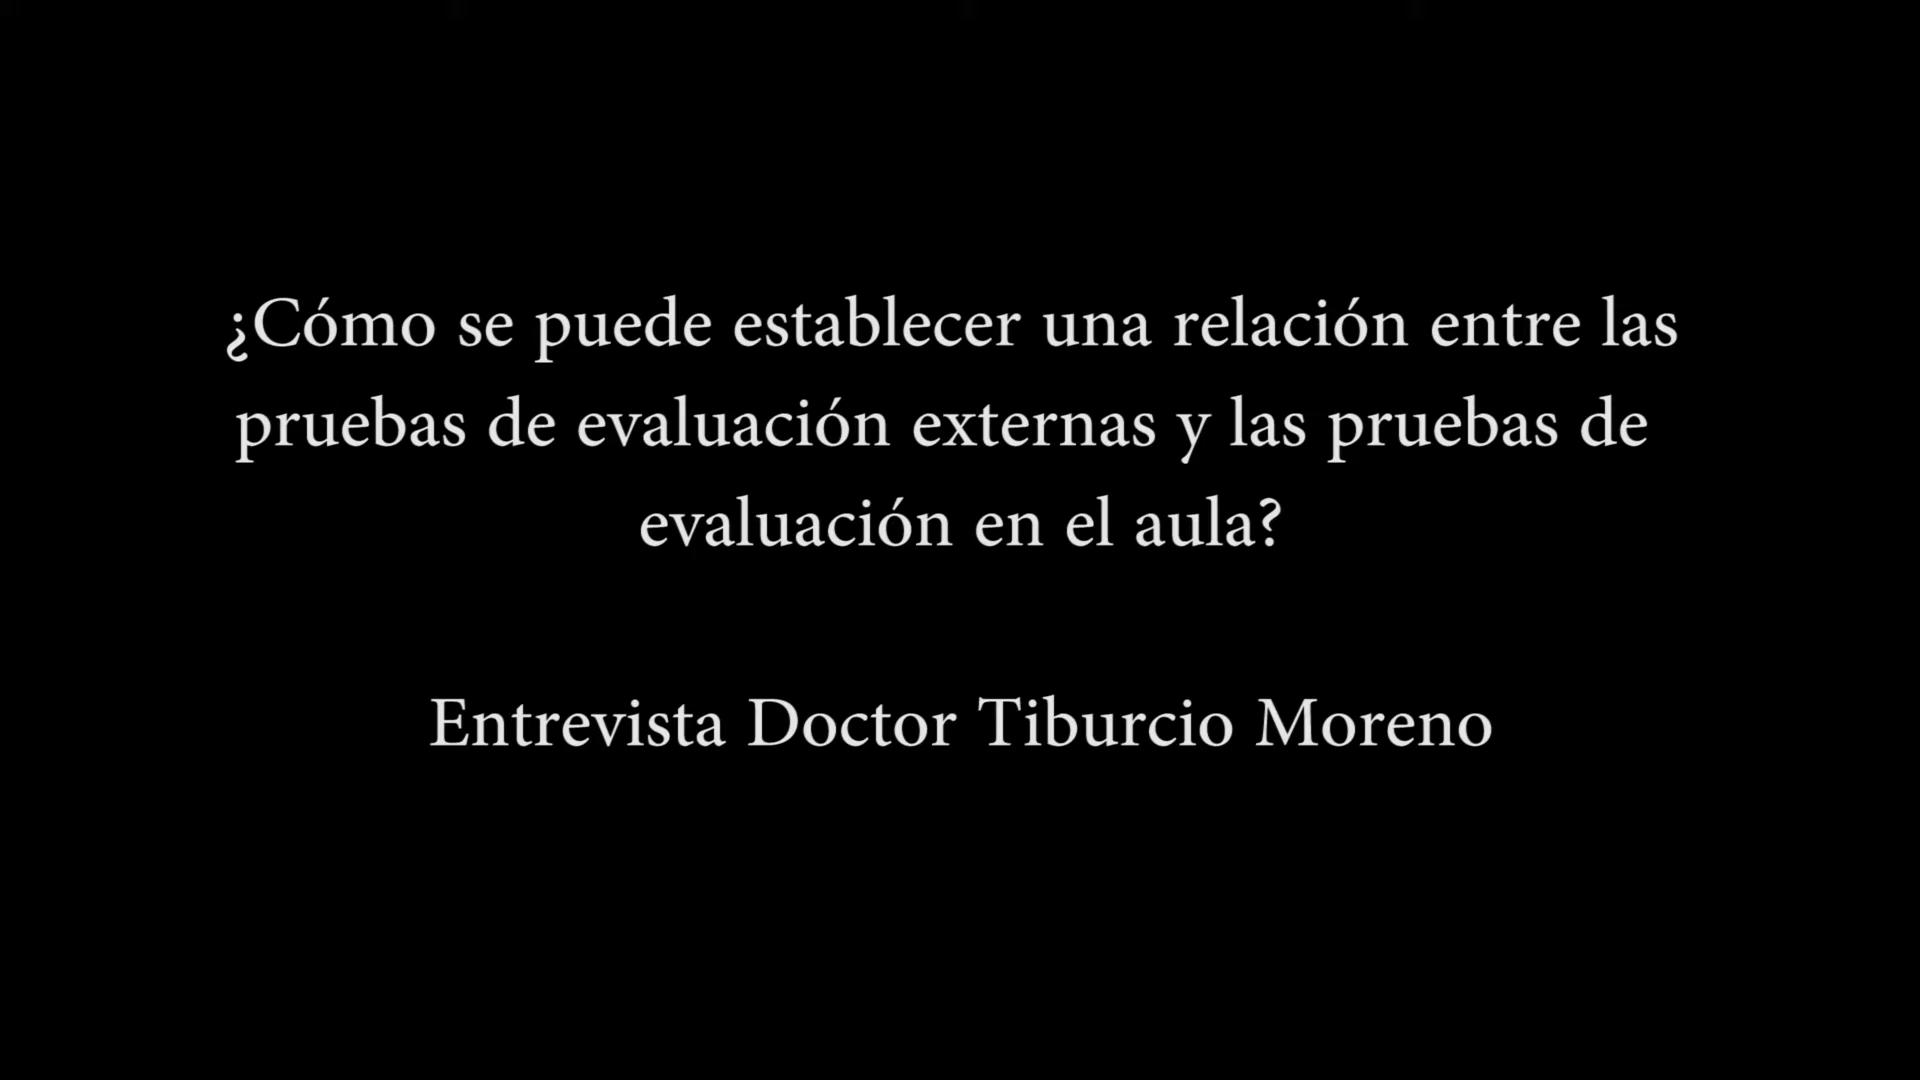 ¿Cómo se puede establecer una relación entre las
pruebas de evaluación externas y las pruebas de
evaluación en el aula?
Entrevista Doctor Tiburcio Moreno